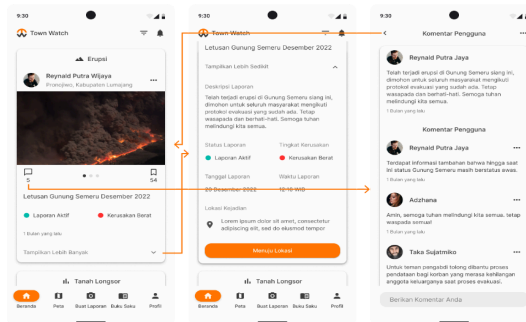 9:30
Town Watch
Erupsi
Reynald Putra Wijaya
Pronojiwo, Kabupaten Lumajang
5
54
Letusan Gunung Semeru Desember 2022
Laporan Aktif
Kerusakan Berat
1 Bulan yang lalu
Tampilkan Lebih Banyak
Tanah Longsor
Beranda
Peta
Buat Laporan
Buku Saku
Profil
9:30
Town Watch
Letusan Gunung Semeru Desember 2022
Tampilkan Lebih Sedikit
Deskripsi Laporan
Telah terjadi erupsi di Gunung Semeru siang ini,
dimohon untuk seluruh masyarakat mengikuti
protokol evakuasi yang sudah ada. Tetap
waspada dan berhati-hati. Semoga tuhan
melindungi kita semua.
Status Laporan
Tingkat Kerusakan
Laporan Aktif
Kerusakan Berat
Tanggal Laporan
Waktu Laporan
20 Desember 2022
12:10 WIB
Lokasi Kejadian
Lorem ipsum dolor sit amet, consectetur
adipiscing elit, sed do eiusmod tempor
Menuju Lokasi
Tanah Longsor
Beranda
Peta
Buat Laporan
Buku Saku
Profil
9:30
Komentar Pengguna
Reynaid Putra Jaya
Telah terjadi erupsi di Gunung Semeru siang ini,
dimohon untuk seluruh masyarakat mengikuti
protokol evakuasi yang sudah ada. Tetap
waspada dan berhati-hati. Semoga tuhan
melindungi kita semua.
1 Bulan yang lalu
Komentar Pengguna
Reynaid Putra Jaya
Terdapat informasi tambahan bahwa hingga saat
ini status Gunung Semeru masih berstatus awas.
1 Bulan yang lalu
Adzhana
Amin, semoga tuhan melindungi kita semua. tetap
waspada semua!
1 Bulan yang lalu
Taka Sujatmiko
Untuk teman pangadidi tolong dibantu proses
pendataan bagi korban yang merasa kehilangan
anggota keluarganya saat proses evakuasi.
Berikan Komentar Anda